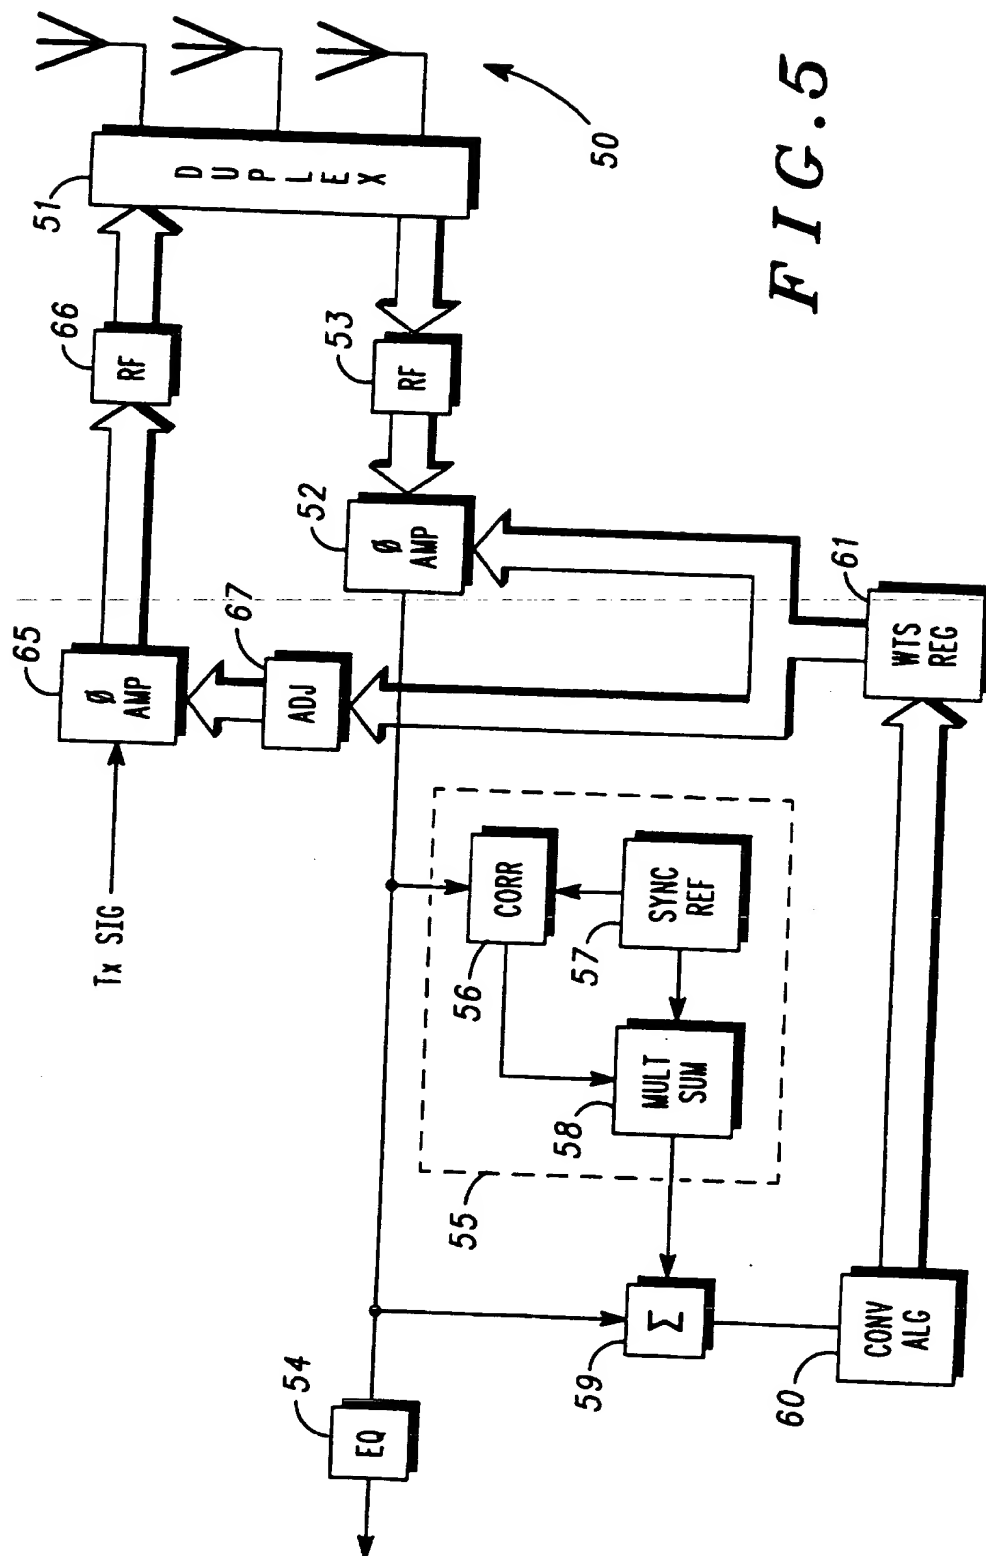 50
51
DUPLEX
66
RF
53
RF
65
Ø
AMP
52
Ø
AMP
67
ADJ
61
WTS
REG
Tx SIG
CORR
56
SYNC
REF
57
MULT
SUM
58
55
Σ
59
CONV
ALG
60
EQ
54
FIG.5